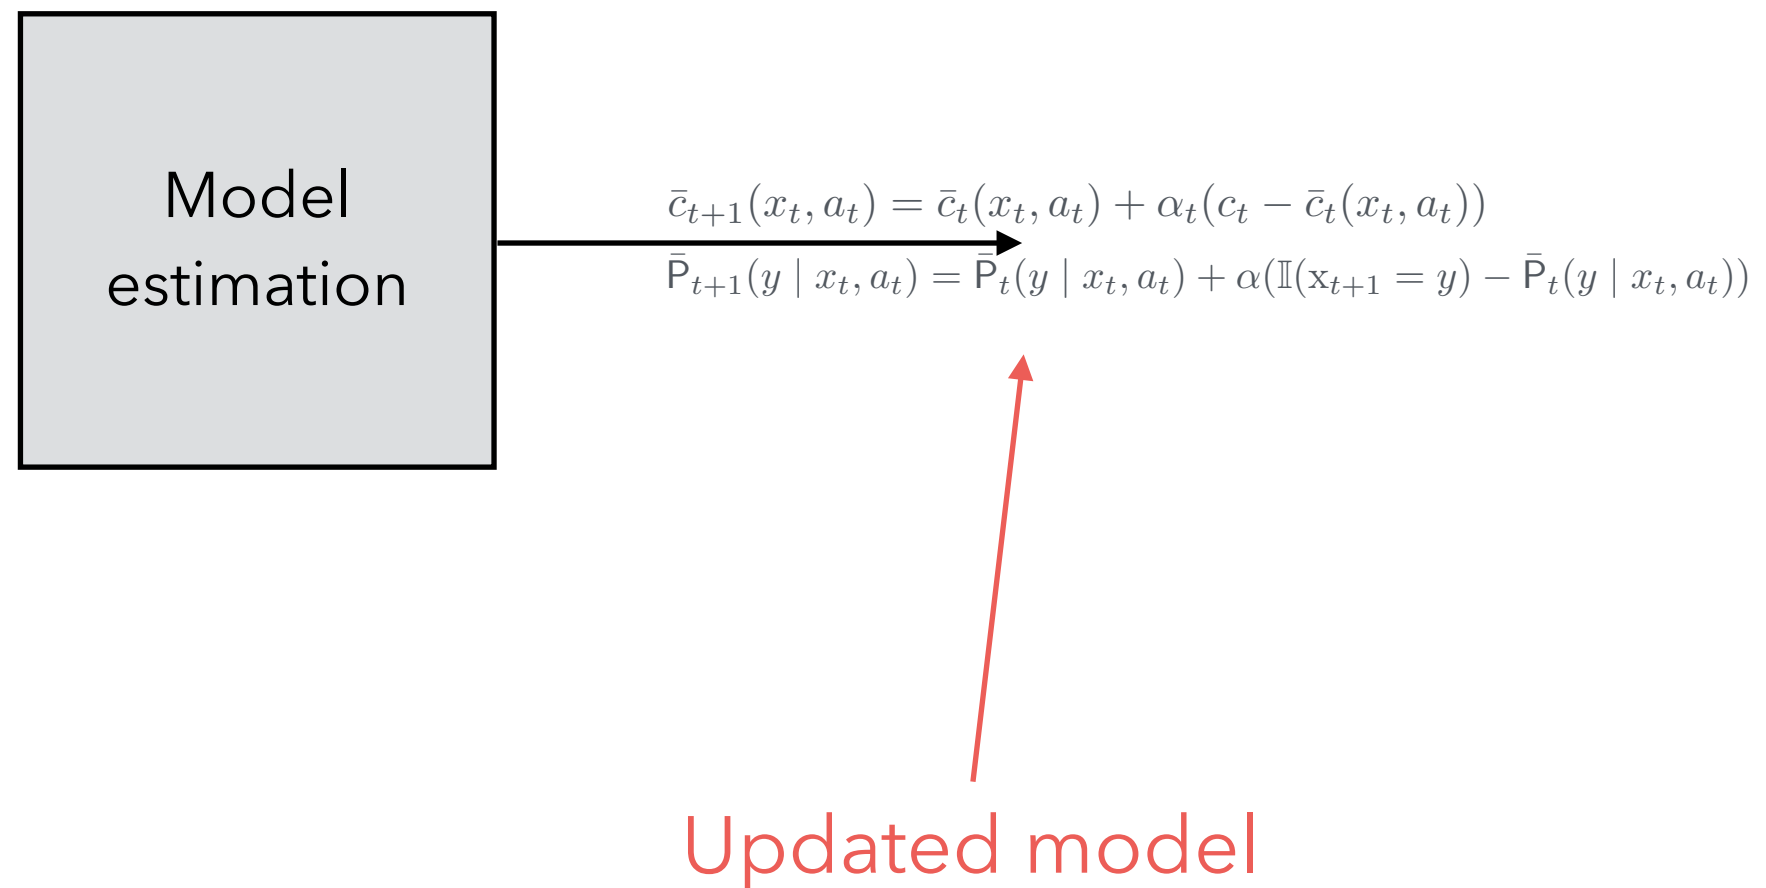 Model
estimation
c̄ₜ₊₁(xₜ, aₜ) = c̄ₜ(xₜ, aₜ) + αₜ(cₜ − c̄ₜ(xₜ, aₜ))
P̄ₜ₊₁(y | xₜ, aₜ) = P̄ₜ(y | xₜ, aₜ) + α(𝕀(xₜ₊₁ = y) − P̄ₜ(y | xₜ, aₜ))
Updated model